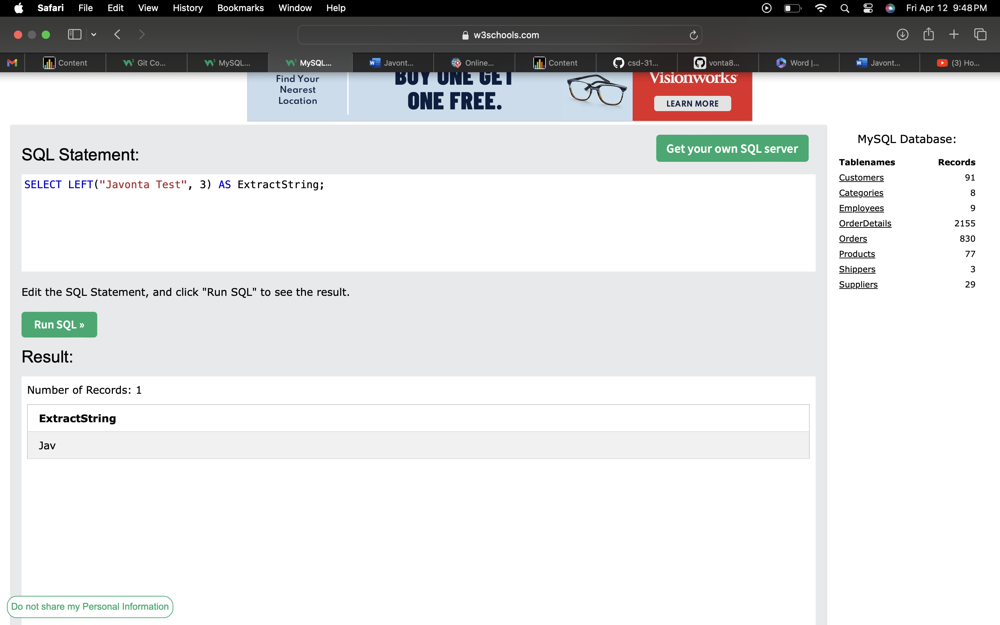 Safari File Edit View History Bookmarks Window Help Fri Apr 12 9:48 PM
w3schools.com
Content Git Co... MySQL... MySQL... Javont... Online... Content csd-31... vonta8... Word |... Javont... (3) Ho...
Find Your
Nearest
Location
BUY ONE GET
ONE FREE.
Visionworks
LEARN MORE
SQL Statement:
Get your own SQL server
SELECT LEFT("Javonta Test", 3) AS ExtractString;
Edit the SQL Statement, and click "Run SQL" to see the result.
Run SQL »
Result:
Number of Records: 1
ExtractString
Jav
Do not share my Personal Information
MySQL Database:
Tablenames Records
Customers 91
Categories 8
Employees 9
OrderDetails 2155
Orders 830
Products 77
Shippers 3
Suppliers 29